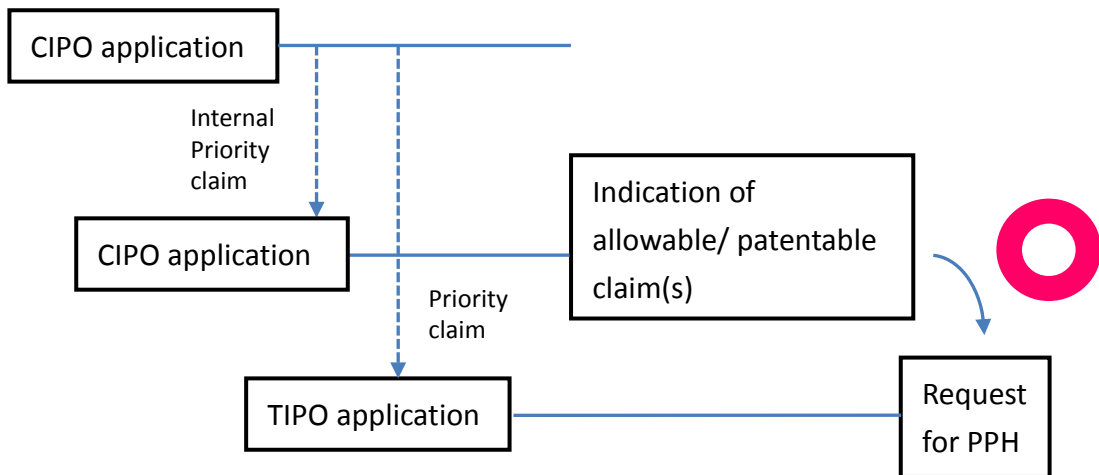 CIPO application
Internal
Priority
claim
Indication of
allowable/ patentable
claim(s)
CIPO application
Priority
claim
TIPO application
Request
for PPH